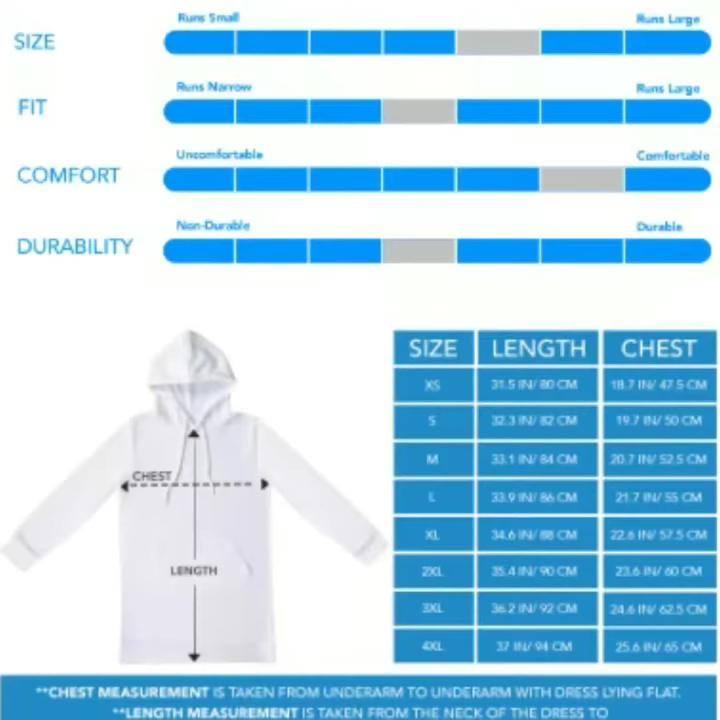 Runs Small Runs Large
SIZE
Runs Narrow Runs Large
FIT
Uncomfortable Comfortable
COMFORT
Non-Durable Durable
DURABILITY
SIZE LENGTH CHEST
XS 31.5 IN/ 80 CM 18.7 IN/ 47.5 CM
S 32.3 IN/ 82 CM 19.7 IN/ 50 CM
M 33.1 IN/ 84 CM 20.7 IN/ 52.5 CM
L 33.9 IN/ 86 CM 21.7 IN/ 55 CM
XL 34.6 IN/ 88 CM 22.6 IN/ 57.5 CM
2XL 35.4 IN/ 90 CM 23.6 IN/ 60 CM
3XL 36.2 IN/ 92 CM 24.6 IN/ 62.5 CM
4XL 37 IN/ 94 CM 25.6 IN/ 65 CM
CHEST
LENGTH
**CHEST MEASUREMENT IS TAKEN FROM UNDERARM TO UNDERARM WITH DRESS LYING FLAT.
**LENGTH MEASUREMENT IS TAKEN FROM THE NECK OF THE DRESS TO